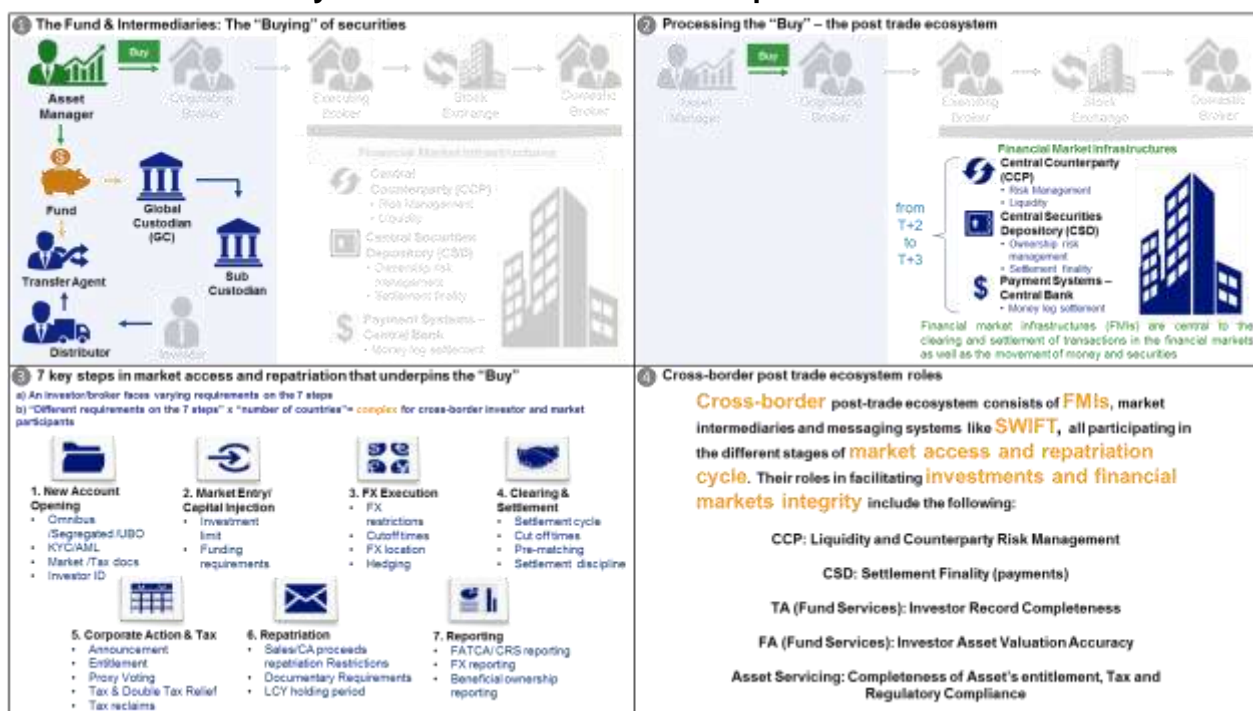 1 The Fund & Intermediaries: The "Buying" of securities
Buy
Asset
Manager
Originating
Broker
Executing
Broker
Stock
Exchange
Domestic
Broker
Financial Market Infrastructures
Central
Counterparty (CCP)
• Risk Management
• Liquidity
Central Securities
Depository (CSD)
• Ownership risk
management
• Settlement finality
Payment Systems –
Central Bank
• Money leg settlement
Fund
Global
Custodian
(GC)
Sub
Custodian
Transfer Agent
Distributor
Investor
2 Processing the "Buy" – the post trade ecosystem
Buy
Asset
Manager
Originating
Broker
Executing
Broker
Stock
Exchange
Domestic
Broker
Financial Market Infrastructures
from
T+2
to
T+3
Central Counterparty
(CCP)
• Risk Management
• Liquidity
Central Securities
Depository (CSD)
• Ownership risk
management
• Settlement finality
Payment Systems –
Central Bank
• Money leg settlement
Financial market infrastructures (FMIs) are central to the
clearing and settlement of transactions in the financial markets
as well as the movement of money and securities
3 7 key steps in market access and repatriation that underpins the "Buy"
a) An investor/broker faces varying requirements on the 7 steps
b) "Different requirements on the 7 steps" x "number of countries"= complex for cross-border investor and market
participants
1. New Account
Opening
• Omnibus
/Segregated /UBO
• KYC/AML
• Market /Tax docs
• Investor ID
2. Market Entry/
Capital Injection
• Investment
limit
• Funding
requirements
3. FX Execution
• FX
restrictions
• Cutoff times
• FX location
• Hedging
4. Clearing &
Settlement
• Settlement cycle
• Cut off times
• Pre-matching
• Settlement discipline
5. Corporate Action & Tax
• Announcement
• Entitlement
• Proxy Voting
• Tax & Double Tax Relief
• Tax reclaims
6. Repatriation
• Sales/CA proceeds
repatriation Restrictions
• Documentary Requirements
• LCY holding period
7. Reporting
• FATCA/ CRS reporting
• FX reporting
• Beneficial ownership
reporting
4 Cross-border post trade ecosystem roles
Cross-border post-trade ecosystem consists of FMIs, market
intermediaries and messaging systems like SWIFT, all participating in
the different stages of market access and repatriation
cycle. Their roles in facilitating investments and financial
markets integrity include the following:
CCP: Liquidity and Counterparty Risk Management
CSD: Settlement Finality (payments)
TA (Fund Services): Investor Record Completeness
FA (Fund Services): Investor Asset Valuation Accuracy
Asset Servicing: Completeness of Asset's entitlement, Tax and
Regulatory Compliance